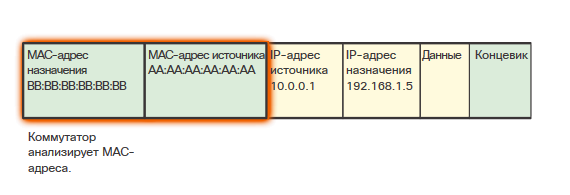 MAC-адрес
назначения
BB:BB:BB:BB:BB:BB
MAC-адрес источника
AA:AA:AA:AA:AA:AA
IP-адрес
источника
10.0.0.1
IP-адрес
назначения
192.168.1.5
Данные
Концевик
Коммутатор
анализирует MAC-
адреса.